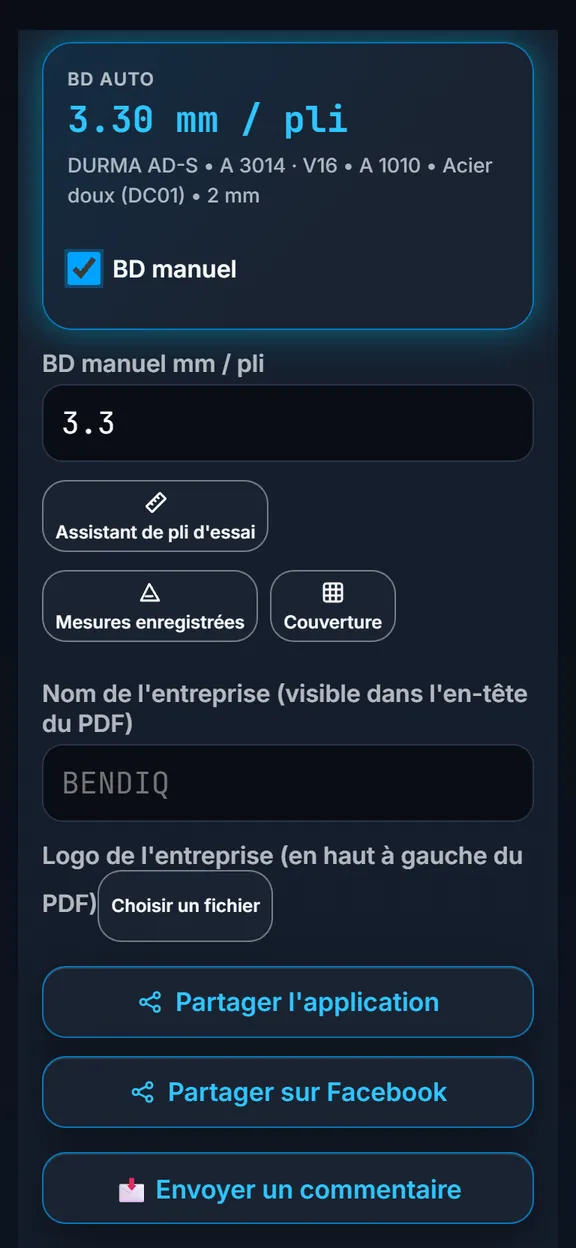 BD AUTO
3.30 mm / pli
DURMA AD-S • A 3014 · V16 • A 1010 • Acier
doux (DC01) • 2 mm
BD manuel
BD manuel mm / pli
3.3
Assistant de pli d'essai
Mesures enregistrées
Couverture
Nom de l'entreprise (visible dans l'en-tête
du PDF)
BENDIQ
Logo de l'entreprise (en haut à gauche du
PDF)
Choisir un fichier
Partager l'application
Partager sur Facebook
Envoyer un commentaire